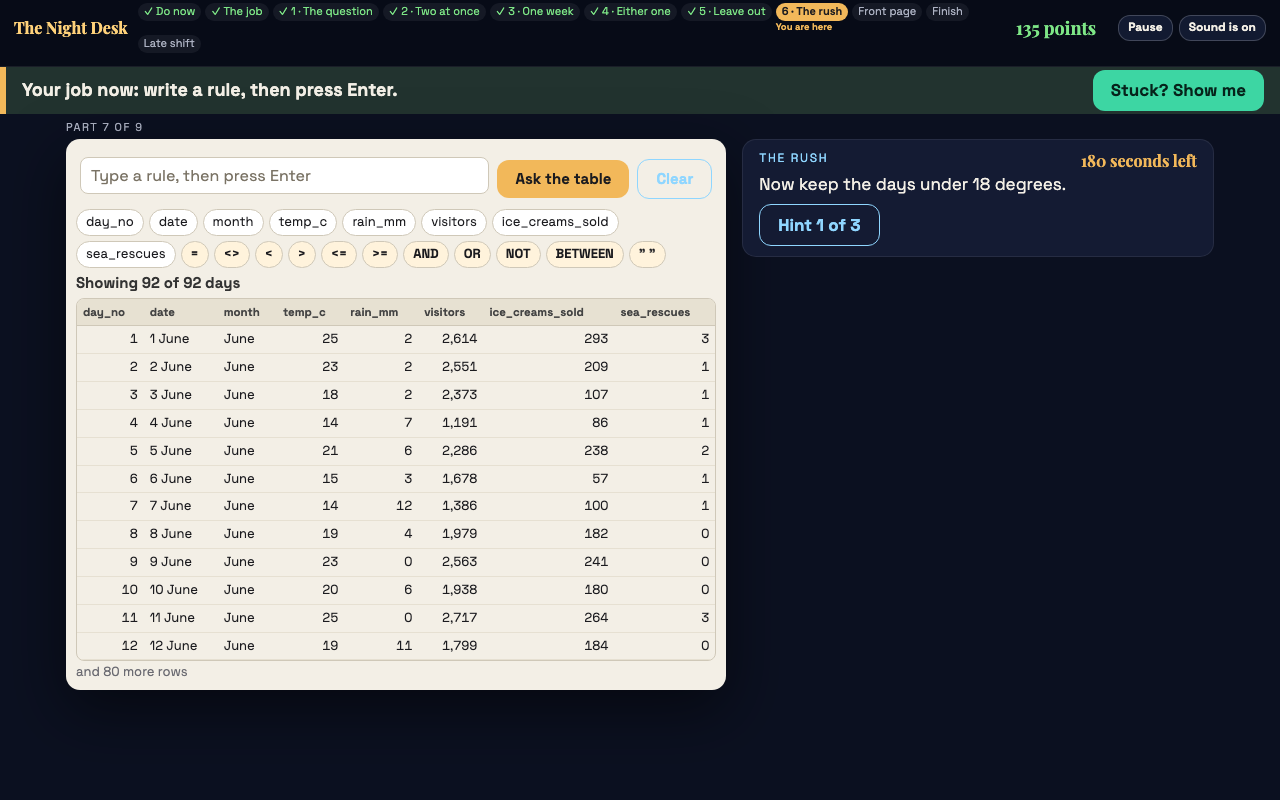 The Night Desk
✓ Do now ✓ The job ✓ 1 · The question ✓ 2 · Two at once ✓ 3 · One week ✓ 4 · Either one ✓ 5 · Leave out 6 · The rush Front page Finish
You are here
Late shift
135 points
Pause
Sound is on
Your job now: write a rule, then press Enter.
Stuck? Show me
PART 7 OF 9
Type a rule, then press Enter
Ask the table
Clear
day_no date month temp_c rain_mm visitors ice_creams_sold
sea_rescues = <> < > <= >= AND OR NOT BETWEEN " "
Showing 92 of 92 days
day_no date month temp_c rain_mm visitors ice_creams_sold sea_rescues
1 1 June June 25 2 2,614 293 3
2 2 June June 23 2 2,551 209 1
3 3 June June 18 2 2,373 107 1
4 4 June June 14 7 1,191 86 1
5 5 June June 21 6 2,286 238 2
6 6 June June 15 3 1,678 57 1
7 7 June June 14 12 1,386 100 1
8 8 June June 19 4 1,979 182 0
9 9 June June 23 0 2,563 241 0
10 10 June June 20 6 1,938 180 0
11 11 June June 25 0 2,717 264 3
12 12 June June 19 11 1,799 184 0
and 80 more rows
THE RUSH
180 seconds left
Now keep the days under 18 degrees.
Hint 1 of 3